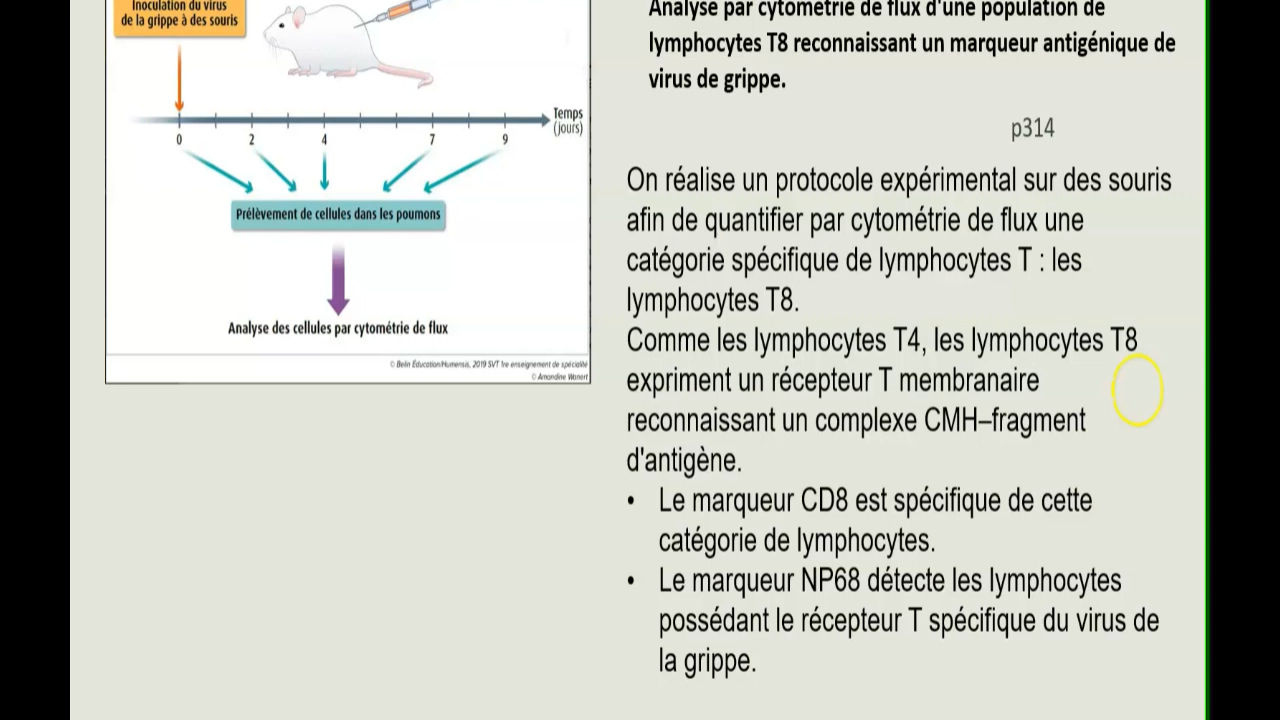 Inoculation du virus
de la grippe à des souris
Temps
(jours)
0 2 4 7 9
Prélèvement de cellules dans les poumons
Analyse des cellules par cytométrie de flux
© Belin Éducation/Humensis, 2019 SVT 1re enseignement de spécialité
© Amandine Wanert
Analyse par cytométrie de flux d'une population de
lymphocytes T8 reconnaissant un marqueur antigénique de
virus de grippe.
p314
On réalise un protocole expérimental sur des souris
afin de quantifier par cytométrie de flux une
catégorie spécifique de lymphocytes T : les
lymphocytes T8.
Comme les lymphocytes T4, les lymphocytes T8
expriment un récepteur T membranaire
reconnaissant un complexe CMH–fragment
d'antigène.
• Le marqueur CD8 est spécifique de cette
catégorie de lymphocytes.
• Le marqueur NP68 détecte les lymphocytes
possédant le récepteur T spécifique du virus de
la grippe.